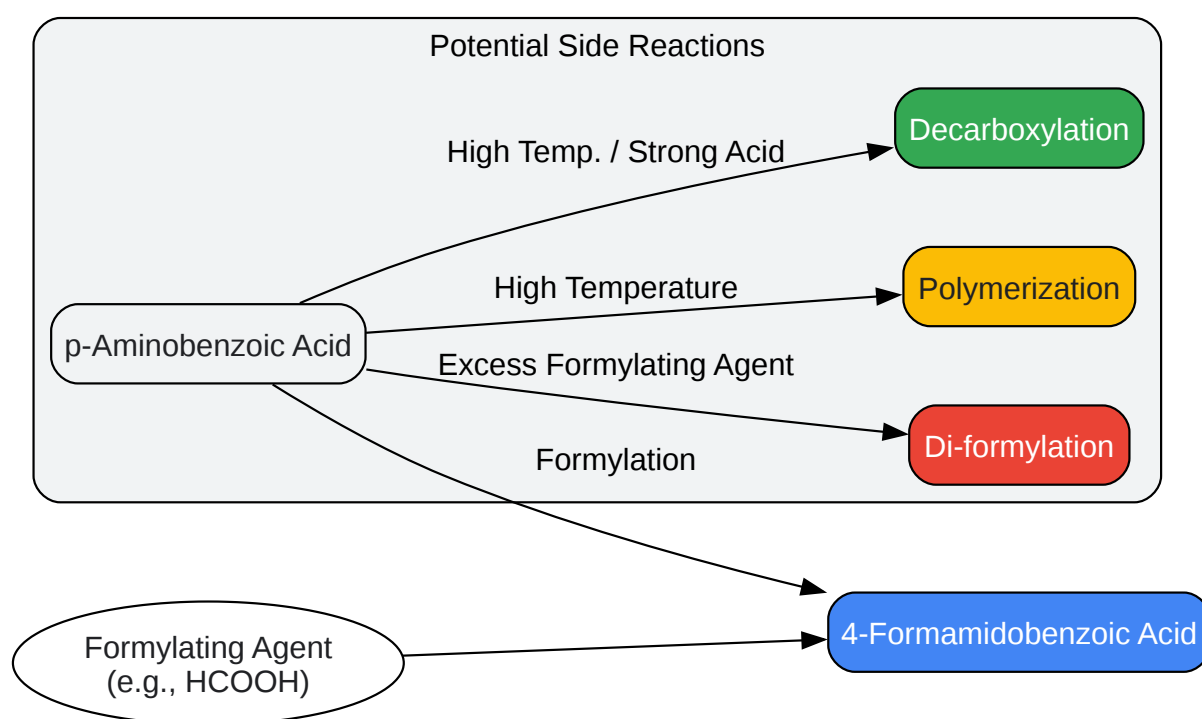 Potential Side Reactions
Decarboxylation
High Temp. / Strong Acid
High Temperature
Polymerization
p-Aminobenzoic Acid
Excess Formylating Agent
Di-formylation
Formylation
4-Formamidobenzoic Acid
Formylating Agent
(e.g., HCOOH)